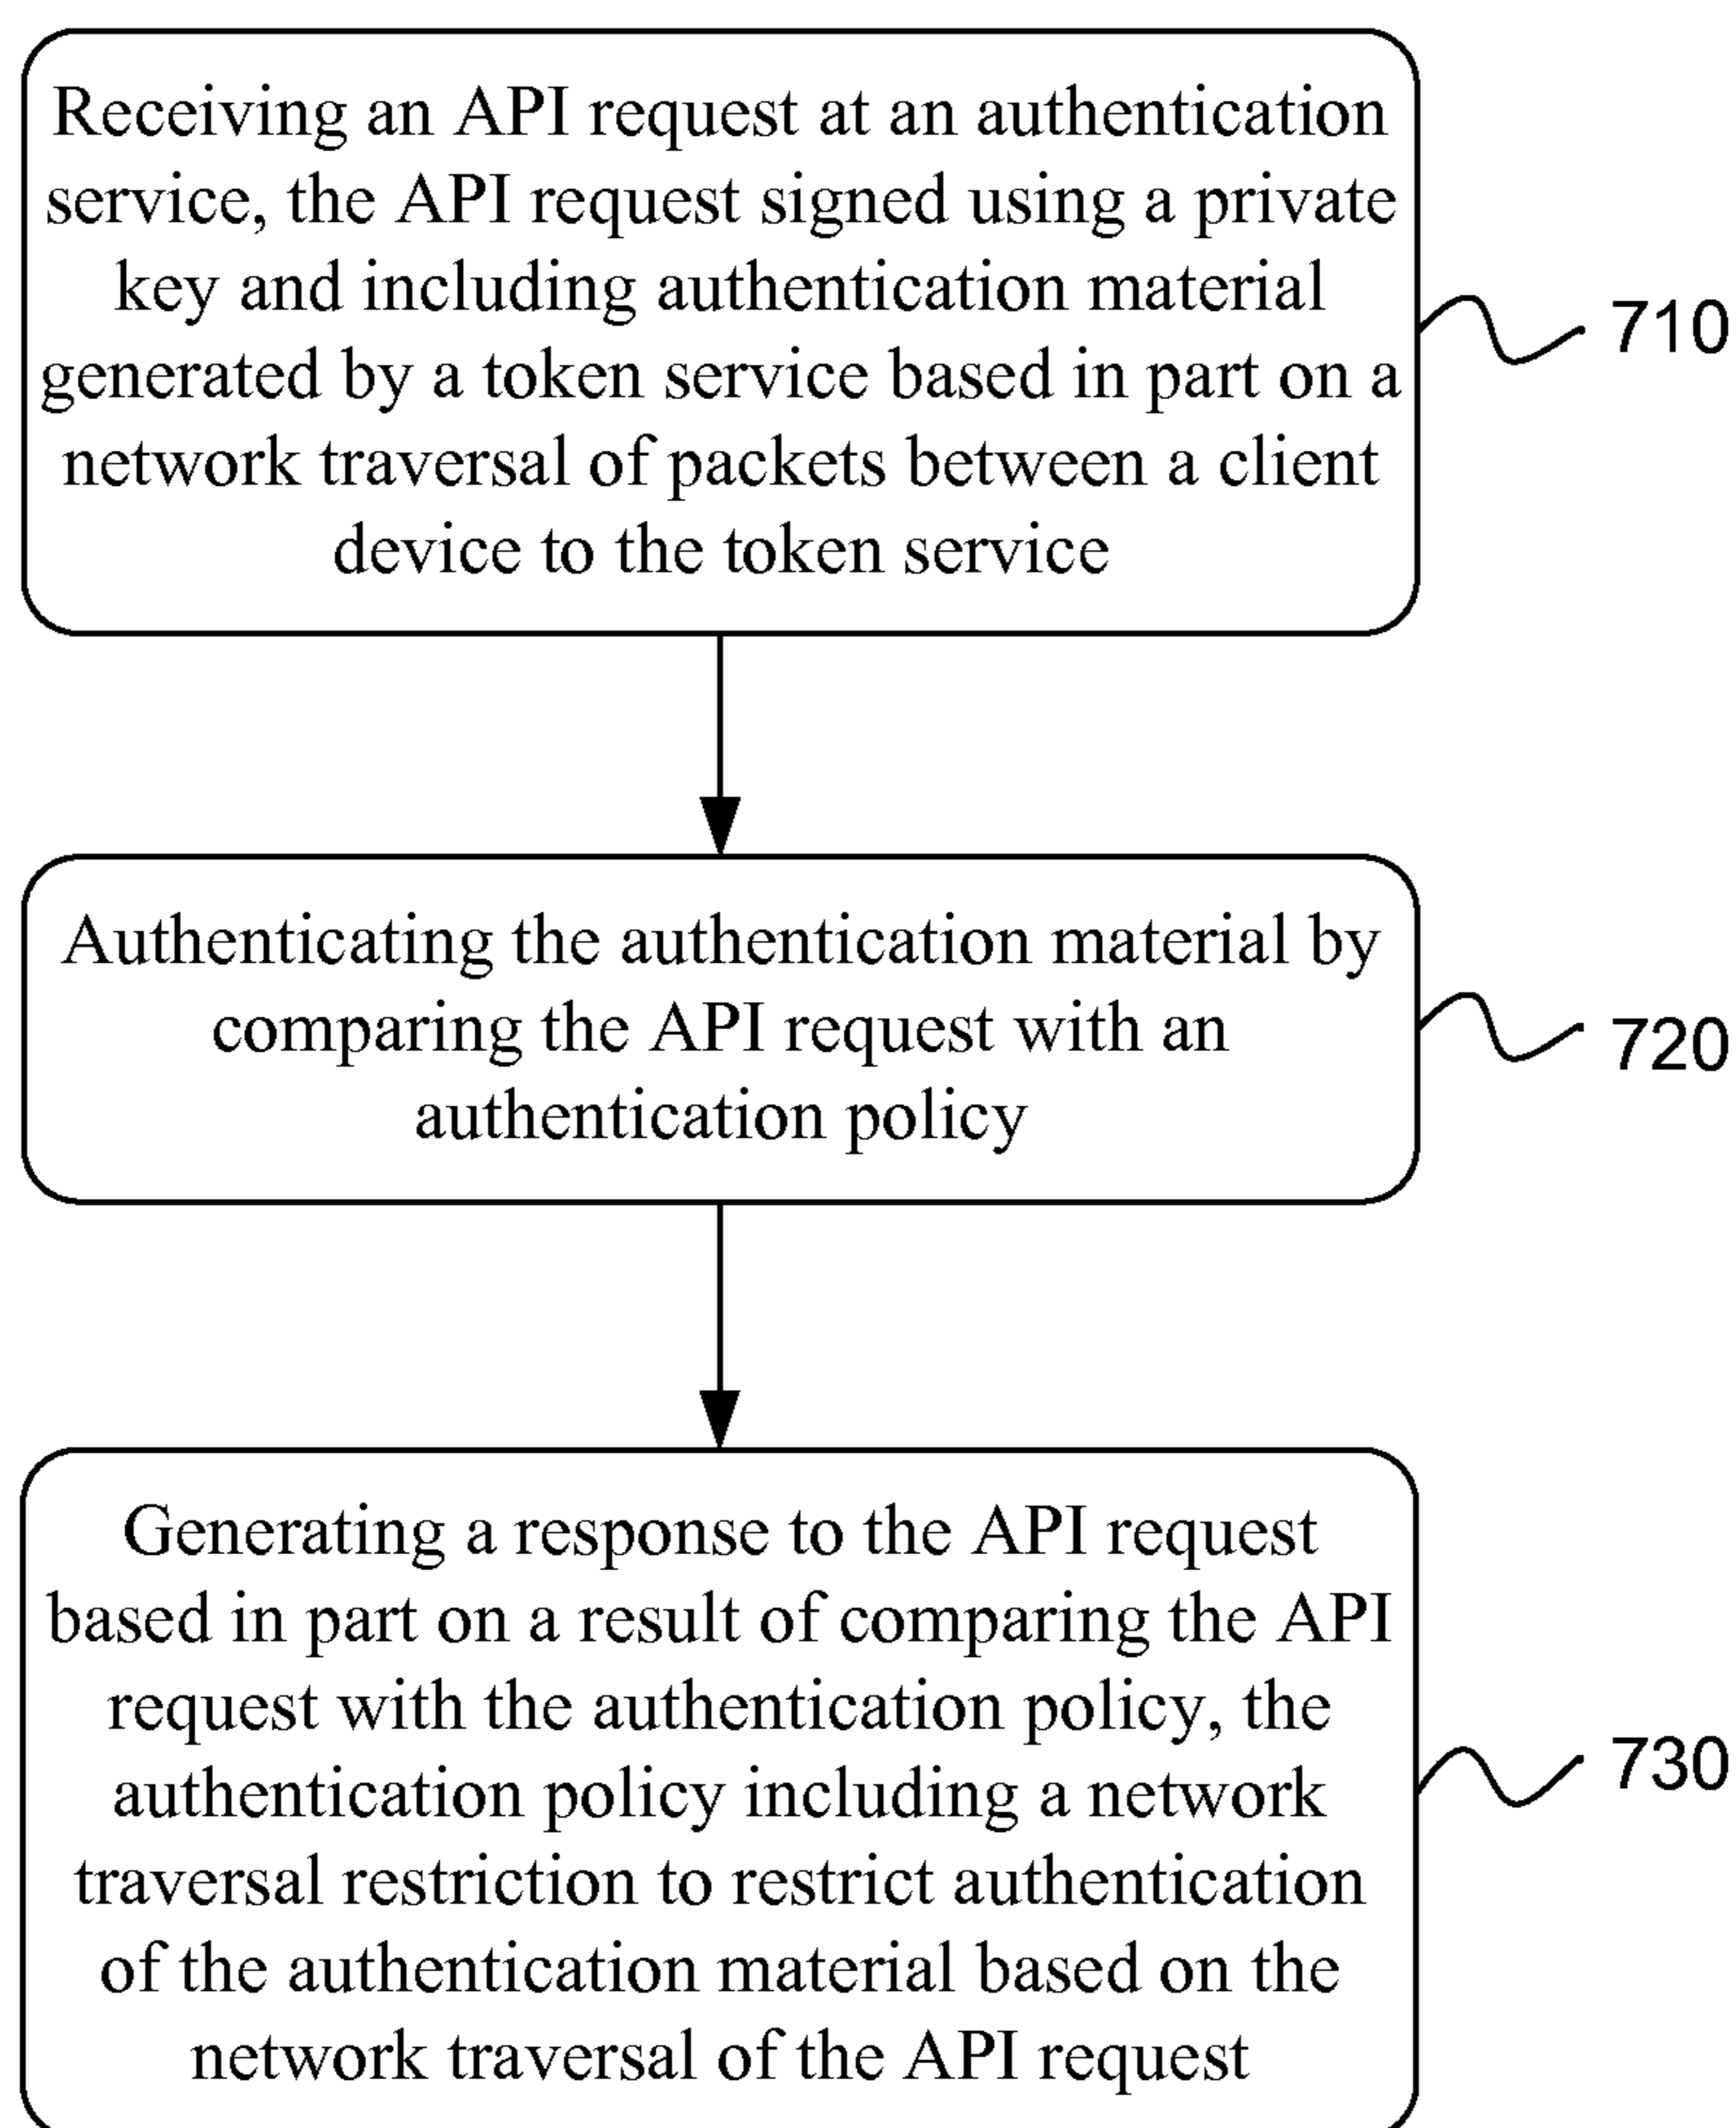 Receiving an API request at an authentication
service, the API request signed using a private
key and including authentication material
generated by a token service based in part on a
network traversal of packets between a client
device to the token service
710
Authenticating the authentication material by
comparing the API request with an
authentication policy
720
Generating a response to the API request
based in part on a result of comparing the API
request with the authentication policy, the
authentication policy including a network
traversal restriction to restrict authentication
of the authentication material based on the
network traversal of the API request
730